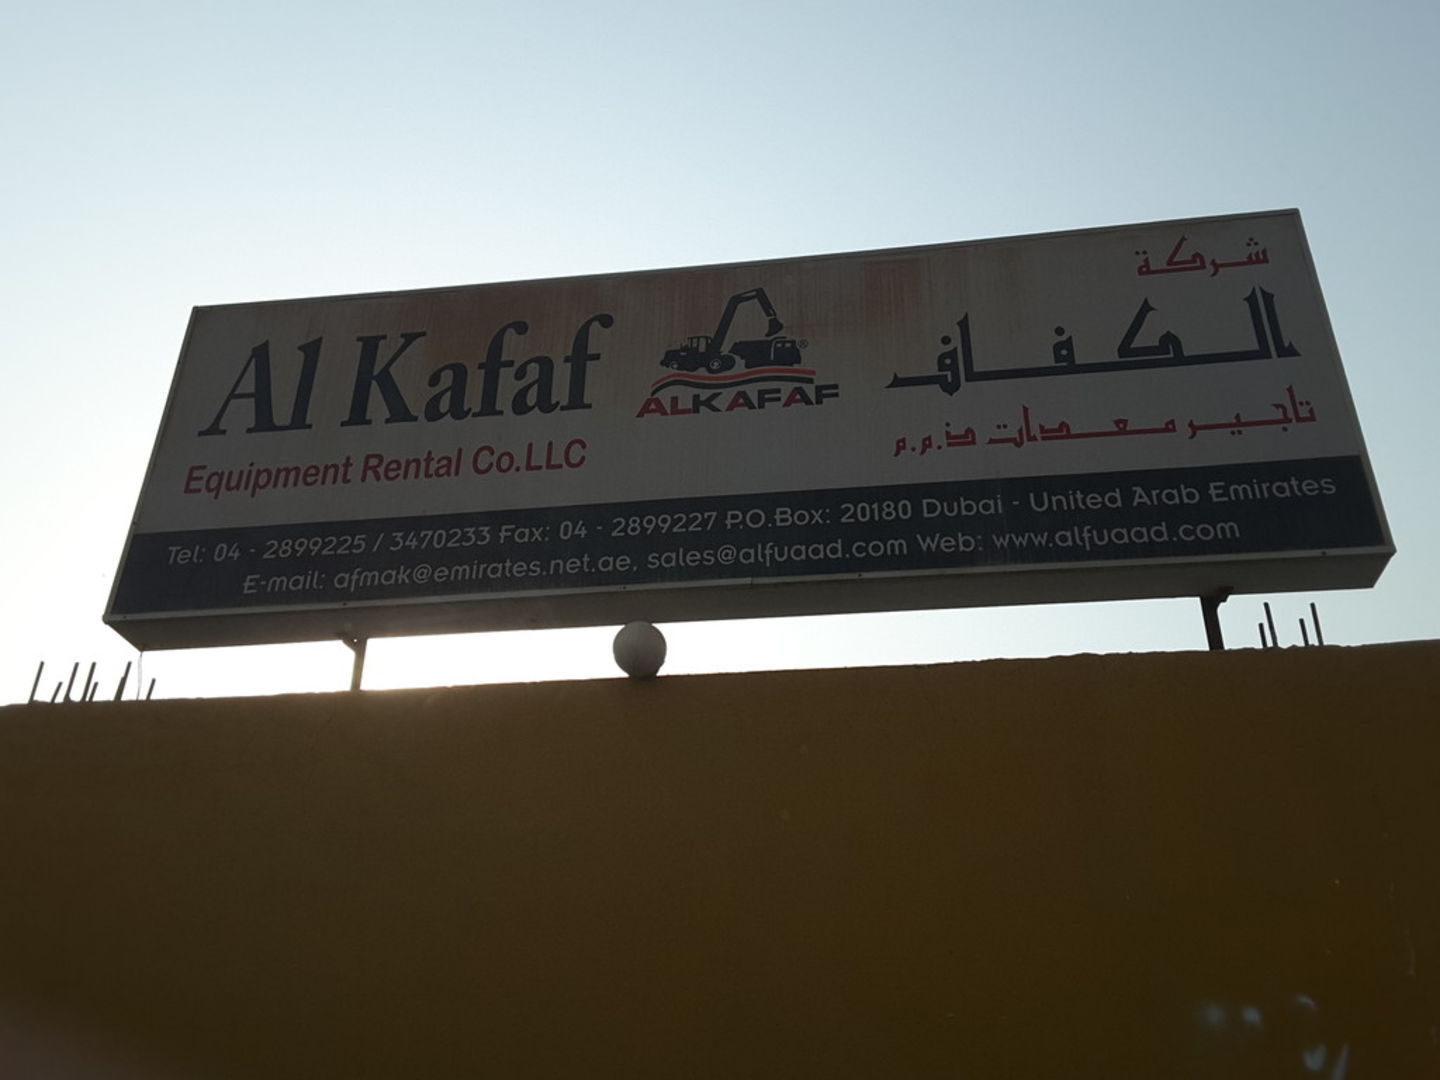 Al Kafaf
Equipment Rental Co.LLC
ALKAFAF
شركة
الكفاف
تاجير معدات ذ.م.م
Tel: 04 - 2899225 / 3470233 Fax: 04 - 2899227 P.O.Box: 20180 Dubai - United Arab Emirates
E-mail: afmak@emirates.net.ae, sales@alfuaad.com Web: www.alfuaad.com